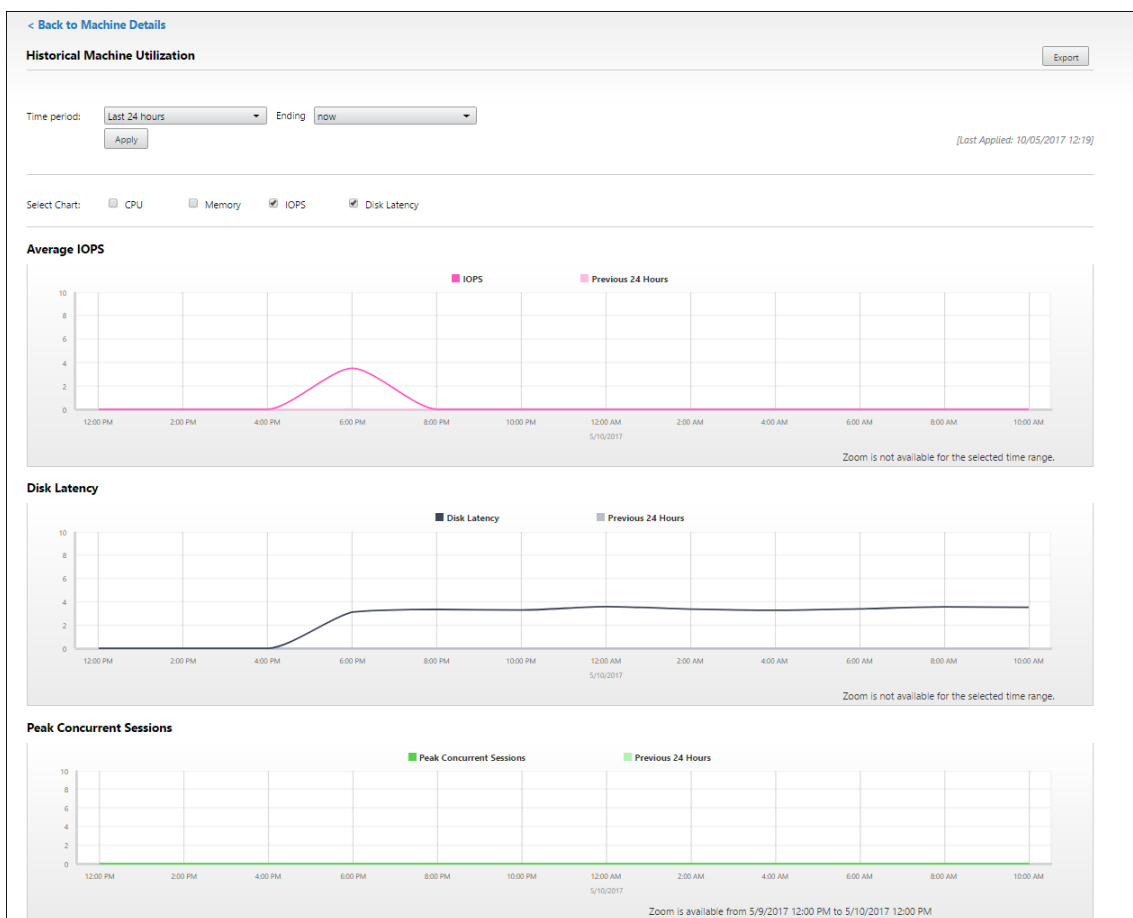 < Back to Machine Details
Historical Machine Utilization
Export
Time period: Last 24 hours Ending now
Apply
[Last Applied: 10/05/2017 12:19]
Select Chart: CPU Memory IOPS Disk Latency
Average IOPS
IOPS Previous 24 Hours
10
8
6
4
2
0
12:00 PM 2:00 PM 4:00 PM 6:00 PM 8:00 PM 10:00 PM 12:00 AM 2:00 AM 4:00 AM 6:00 AM 8:00 AM 10:00 AM
5/10/2017
Zoom is not available for the selected time range.
Disk Latency
Disk Latency Previous 24 Hours
10
8
6
4
2
0
12:00 PM 2:00 PM 4:00 PM 6:00 PM 8:00 PM 10:00 PM 12:00 AM 2:00 AM 4:00 AM 6:00 AM 8:00 AM 10:00 AM
5/10/2017
Zoom is not available for the selected time range.
Peak Concurrent Sessions
Peak Concurrent Sessions Previous 24 Hours
10
8
6
4
2
0
12:00 PM 2:00 PM 4:00 PM 6:00 PM 8:00 PM 10:00 PM 12:00 AM 2:00 AM 4:00 AM 6:00 AM 8:00 AM 10:00 AM
5/10/2017
Zoom is available from 5/9/2017 12:00 PM to 5/10/2017 12:00 PM